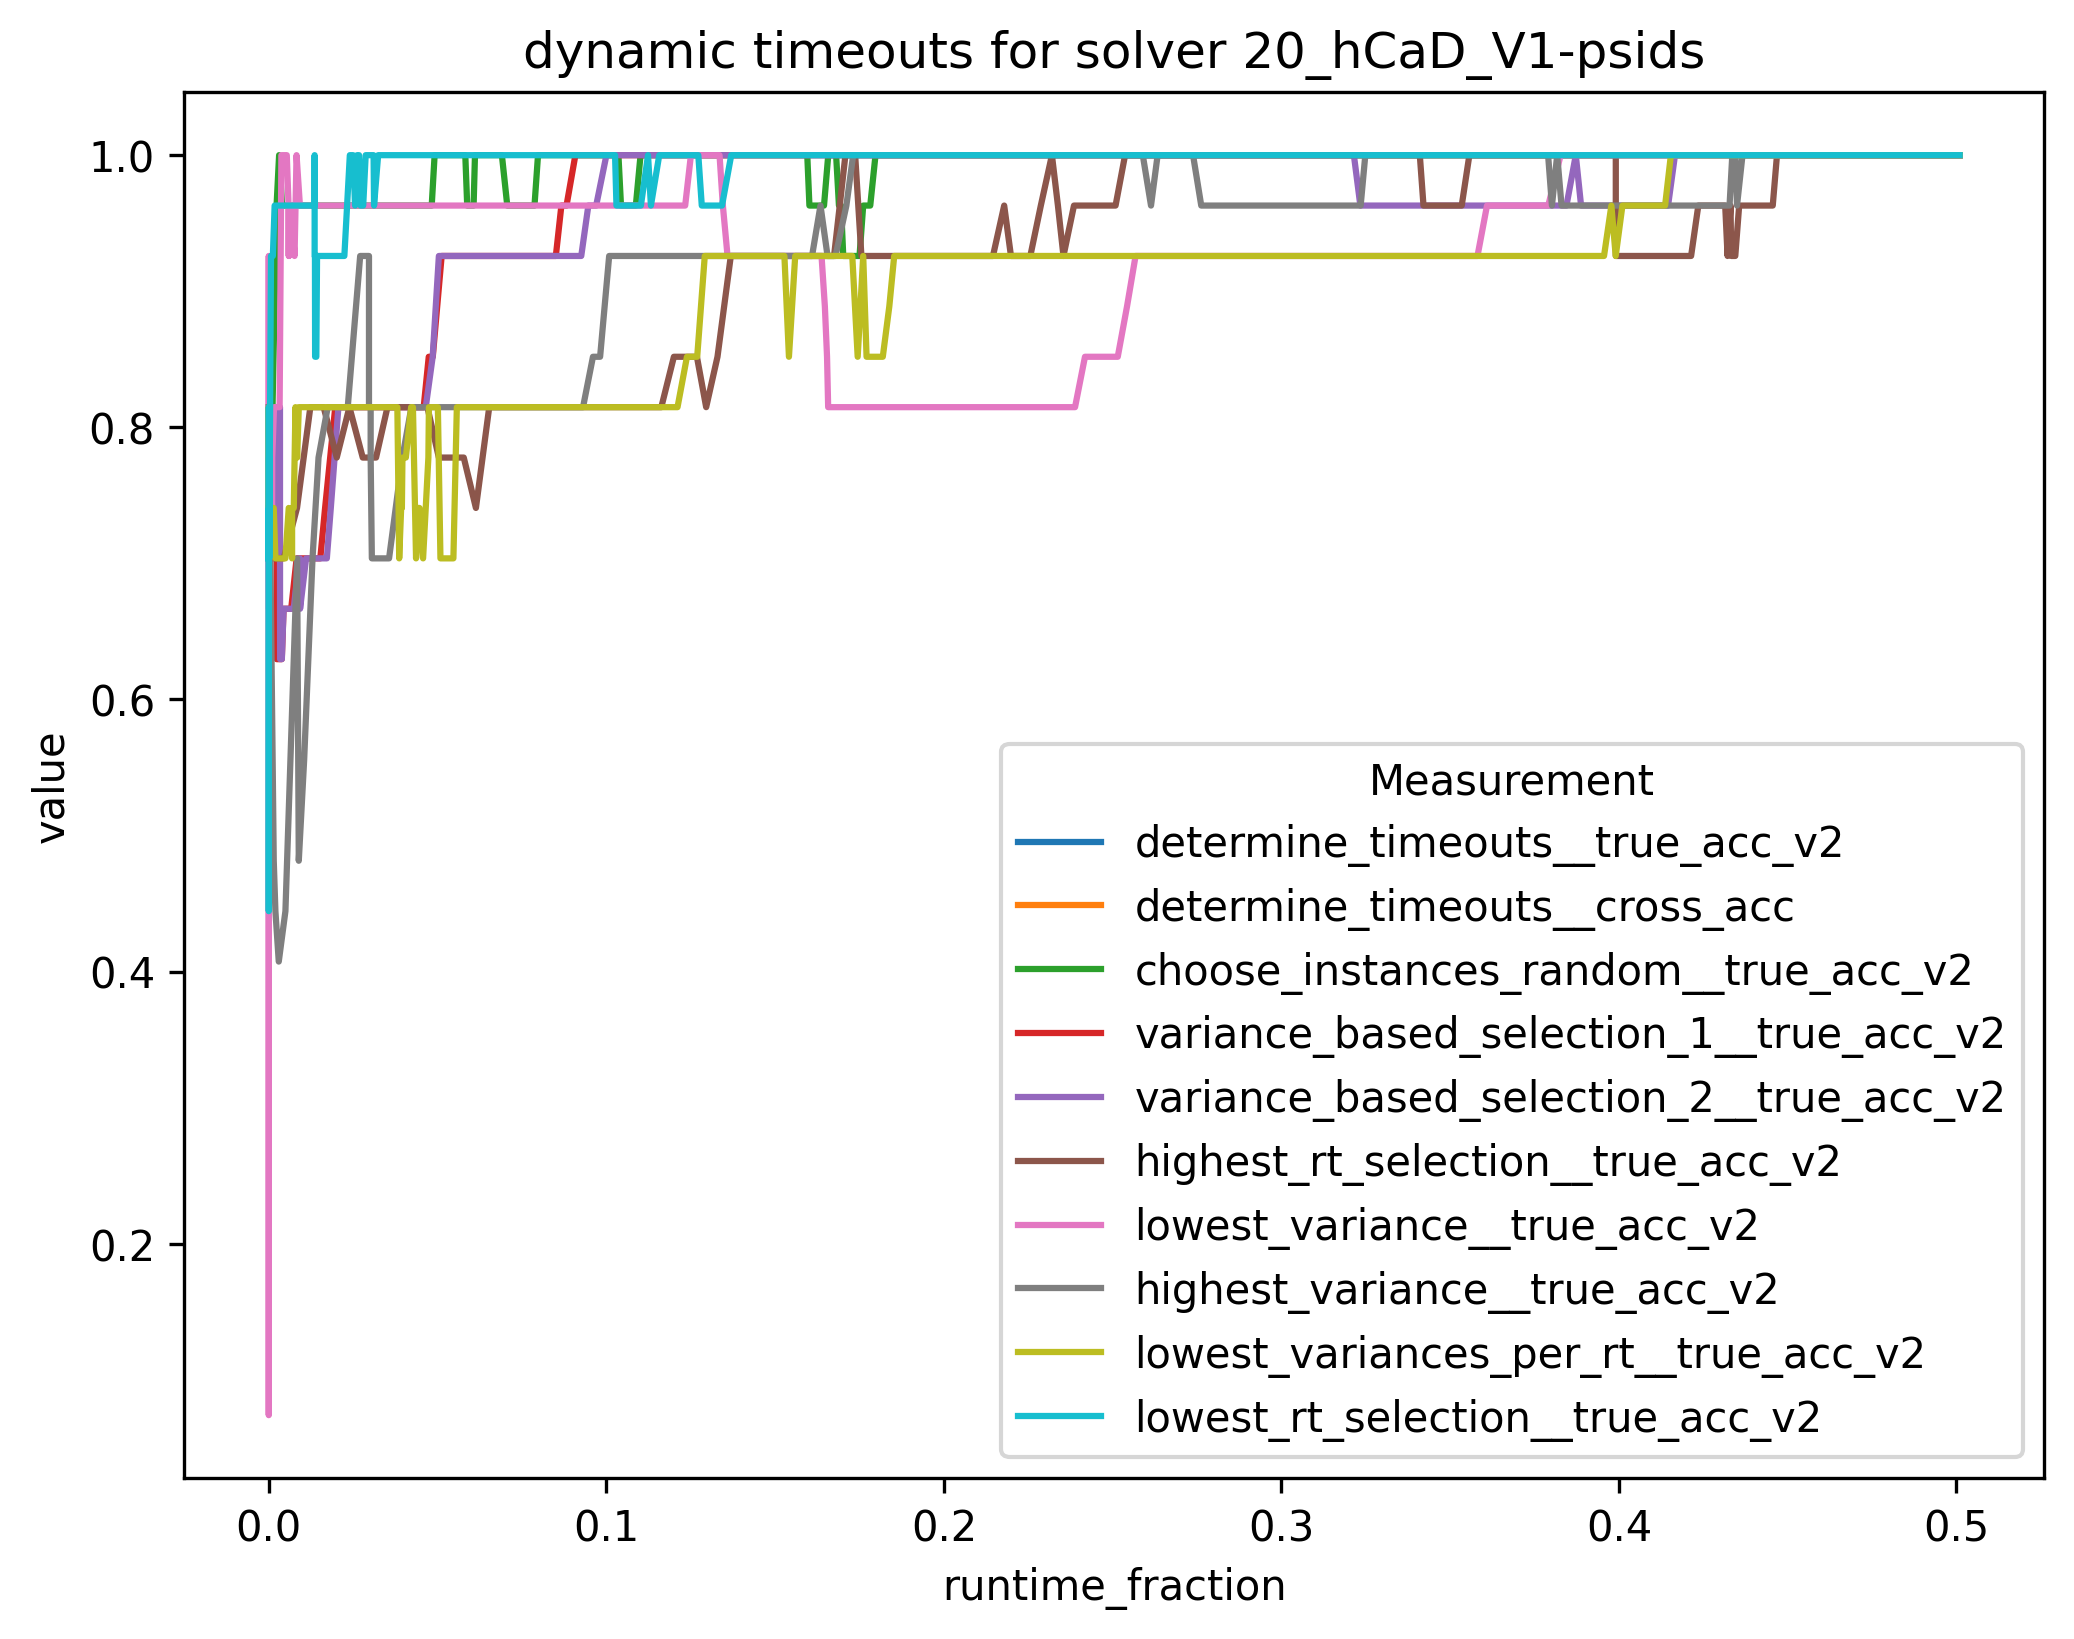 dynamic timeouts for solver 20_hCaD_V1-psids
value
1.0
0.8
0.6
0.4
0.2
Measurement
determine_timeouts__true_acc_v2
determine_timeouts__cross_acc
choose_instances_random__true_acc_v2
variance_based_selection_1__true_acc_v2
variance_based_selection_2__true_acc_v2
highest_rt_selection__true_acc_v2
lowest_variance__true_acc_v2
highest_variance__true_acc_v2
lowest_variances_per_rt__true_acc_v2
lowest_rt_selection__true_acc_v2
0.0 0.1 0.2 0.3 0.4 0.5
runtime_fraction